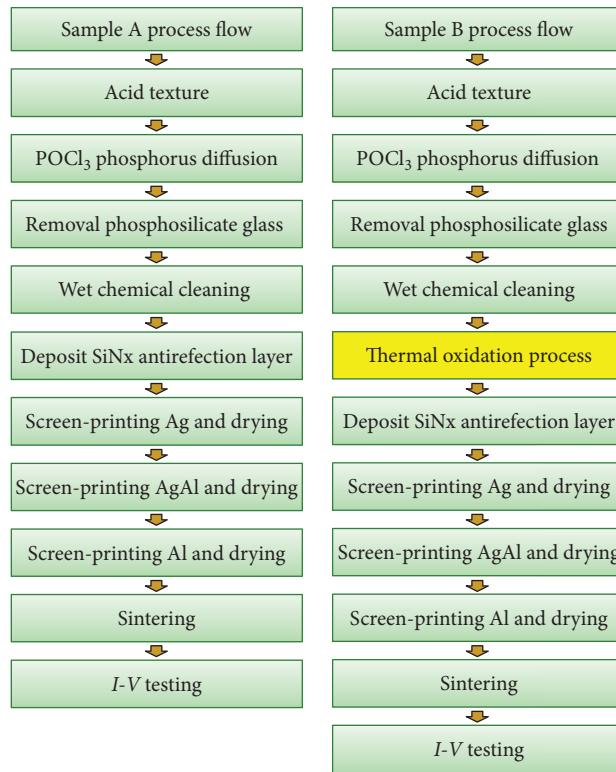 Sample A process flow
Acid texture
POCl₃ phosphorus diffusion
Removal phosphosilicate glass
Wet chemical cleaning
Deposit SiNx antirefection layer
Screen-printing Ag and drying
Screen-printing AgAl and drying
Screen-printing Al and drying
Sintering
I-V testing
Sample B process flow
Acid texture
POCl₃ phosphorus diffusion
Removal phosphosilicate glass
Wet chemical cleaning
Thermal oxidation process
Deposit SiNx antirefection layer
Screen-printing Ag and drying
Screen-printing AgAl and drying
Screen-printing Al and drying
Sintering
I-V testing